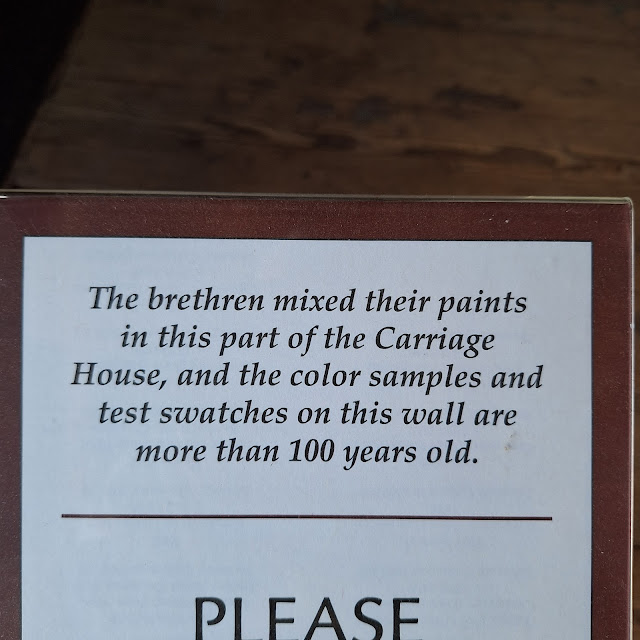 The brethren mixed their paints
in this part of the Carriage
House, and the color samples and
test swatches on this wall are
more than 100 years old.
PLEASE